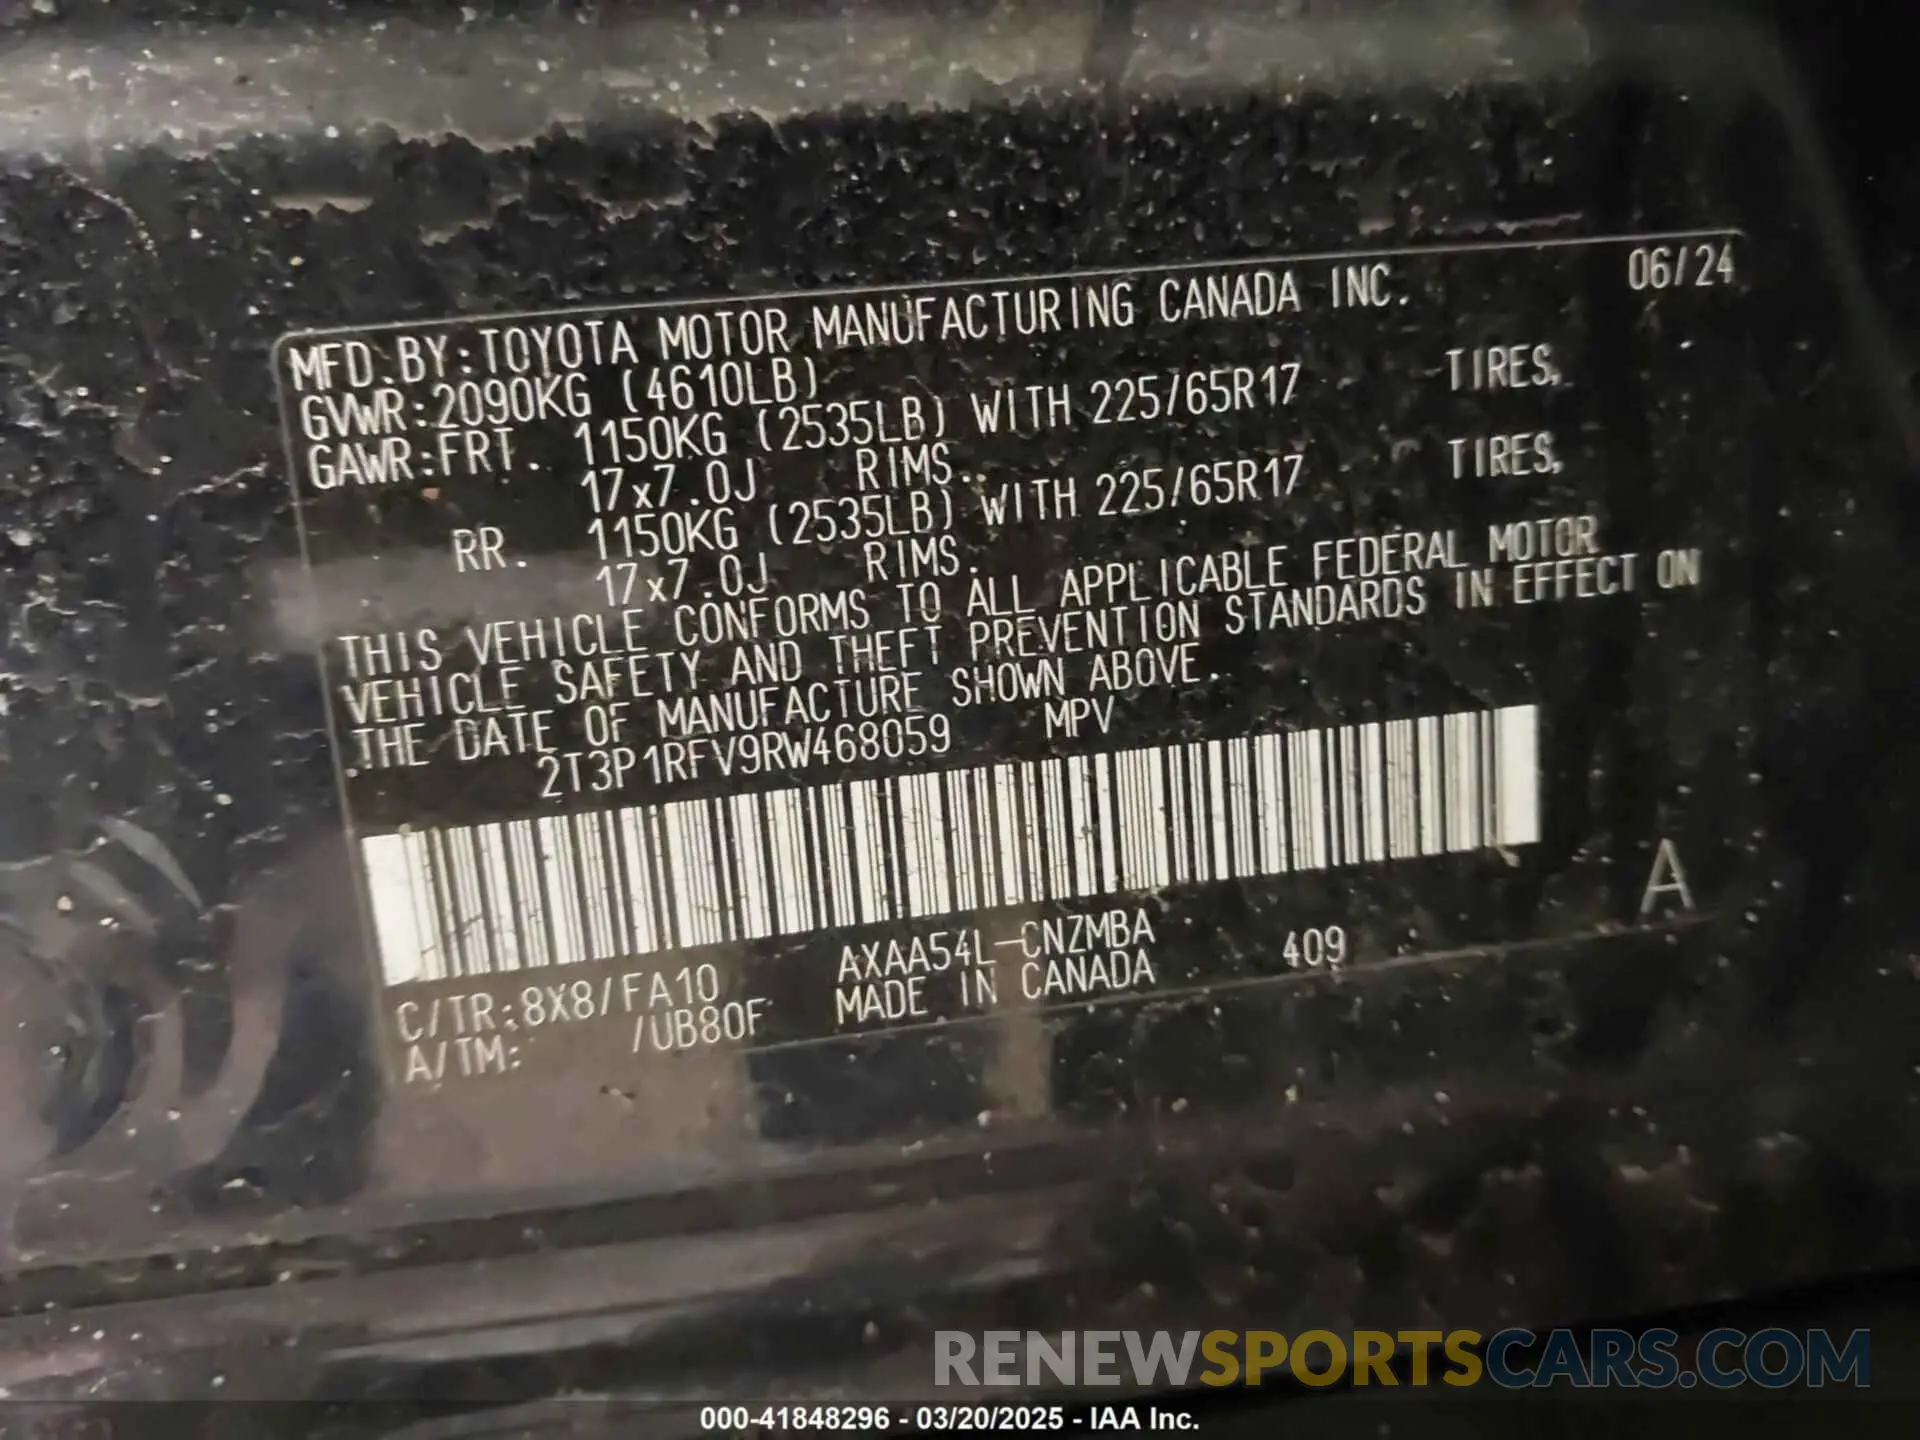 06/24
MFD.BY:TOYOTA MOTOR MANUFACTURING CANADA INC.
GVWR:2090KG (4610LB)
GAWR:FRT. 1150KG (2535LB) WITH 225/65R17 TIRES,
17x7.0J RIMS.
RR. 1150KG (2535LB) WITH 225/65R17 TIRES,
17x7.0J RIMS.
THIS VEHICLE CONFORMS TO ALL APPLICABLE FEDERAL MOTOR
VEHICLE SAFETY AND THEFT PREVENTION STANDARDS IN EFFECT ON
THE DATE OF MANUFACTURE SHOWN ABOVE.
2T3P1RFV9RW468059 MPV
A
C/TR:8X8/FA10 AXAA54L-CNZMBA 409
A/TM: /UB80F MADE IN CANADA
RENEWSPORTSCARS.COM
000-41848296 - 03/20/2025 - IAA Inc.